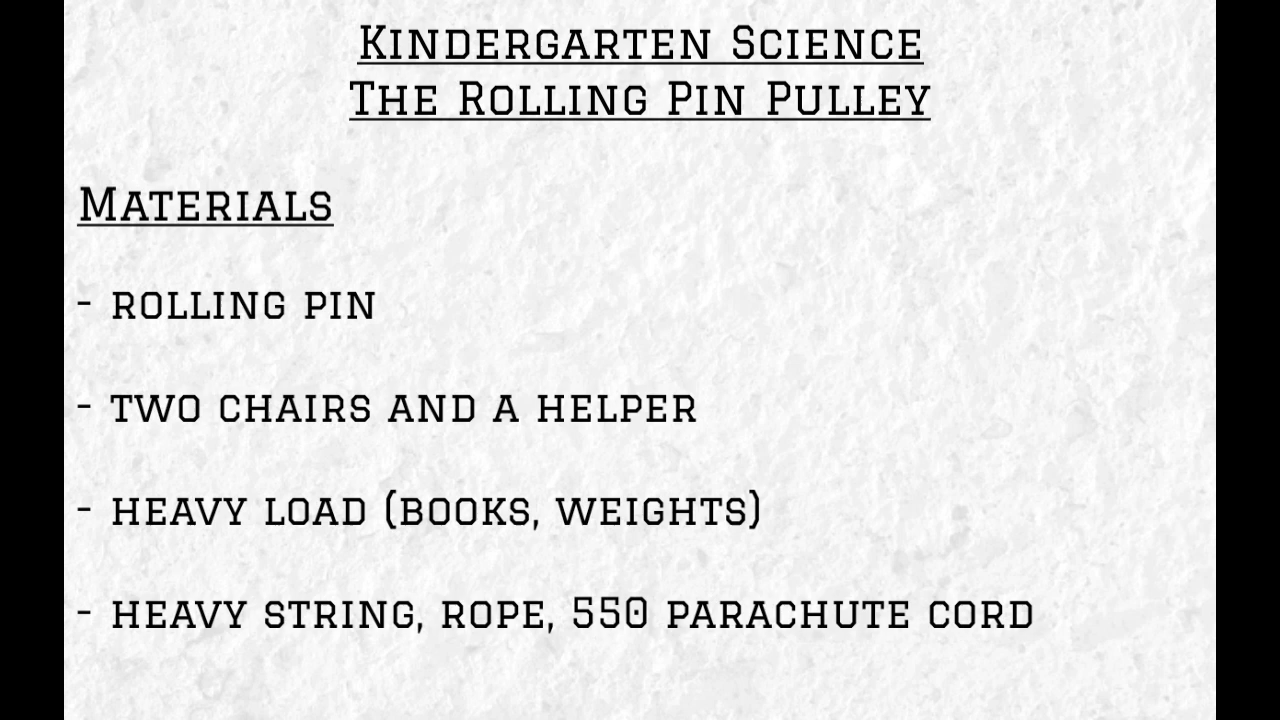 Kindergarten Science
The Rolling Pin Pulley
Materials
- rolling pin
- two chairs and a helper
- heavy load (books, weights)
- heavy string, rope, 550 parachute cord